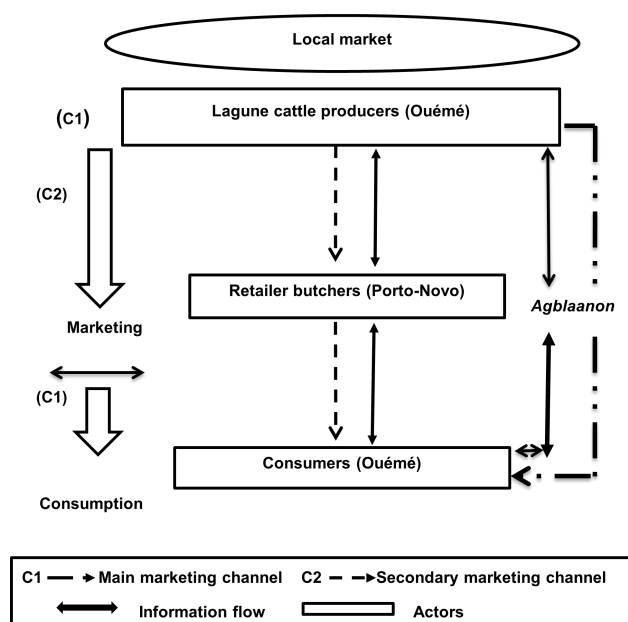 Local market
(C1)
Lagune cattle producers (Ouémé)
(C2)
Retailer butchers (Porto-Novo)
Agblaanon
Marketing
(C1)
Consumers (Ouémé)
Consumption
C1 Main marketing channel C2 Secondary marketing channel
Information flow Actors